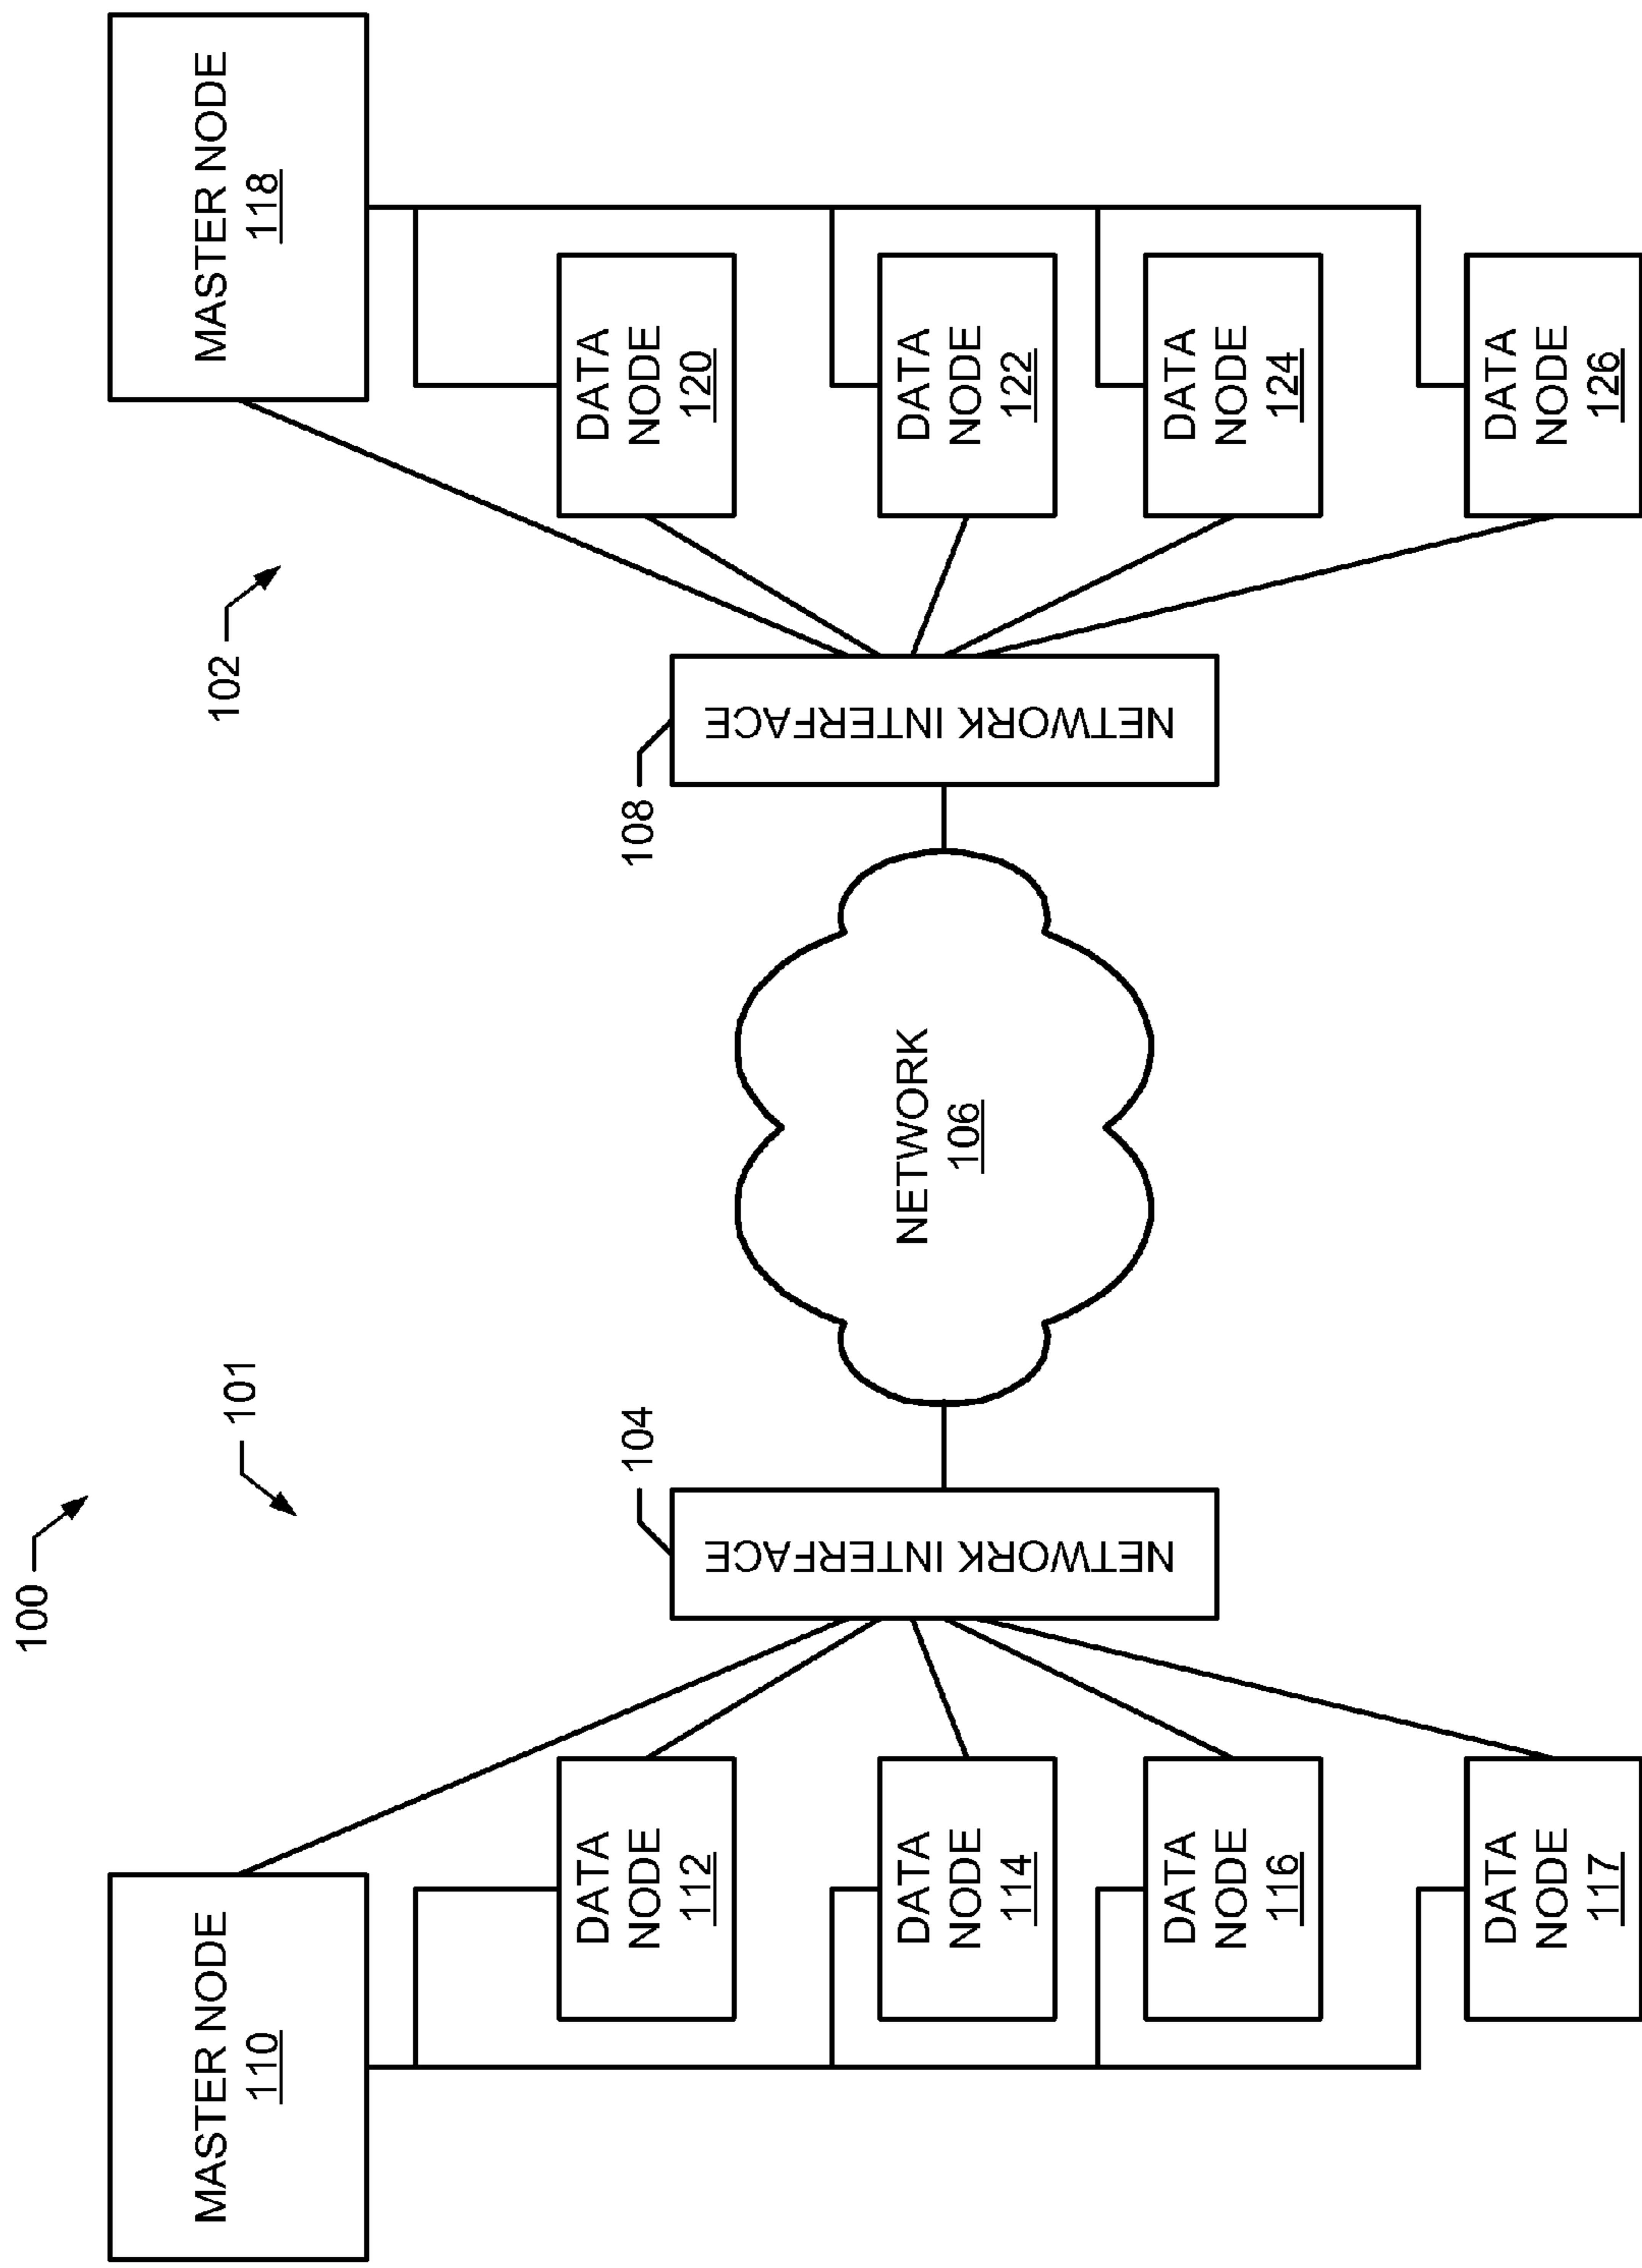 100
101
102
MASTER NODE
110
MASTER NODE
118
104
108
NETWORK INTERFACE
NETWORK
106
NETWORK INTERFACE
DATA
NODE
112
DATA
NODE
120
DATA
NODE
114
DATA
NODE
122
DATA
NODE
116
DATA
NODE
124
DATA
NODE
117
DATA
NODE
126